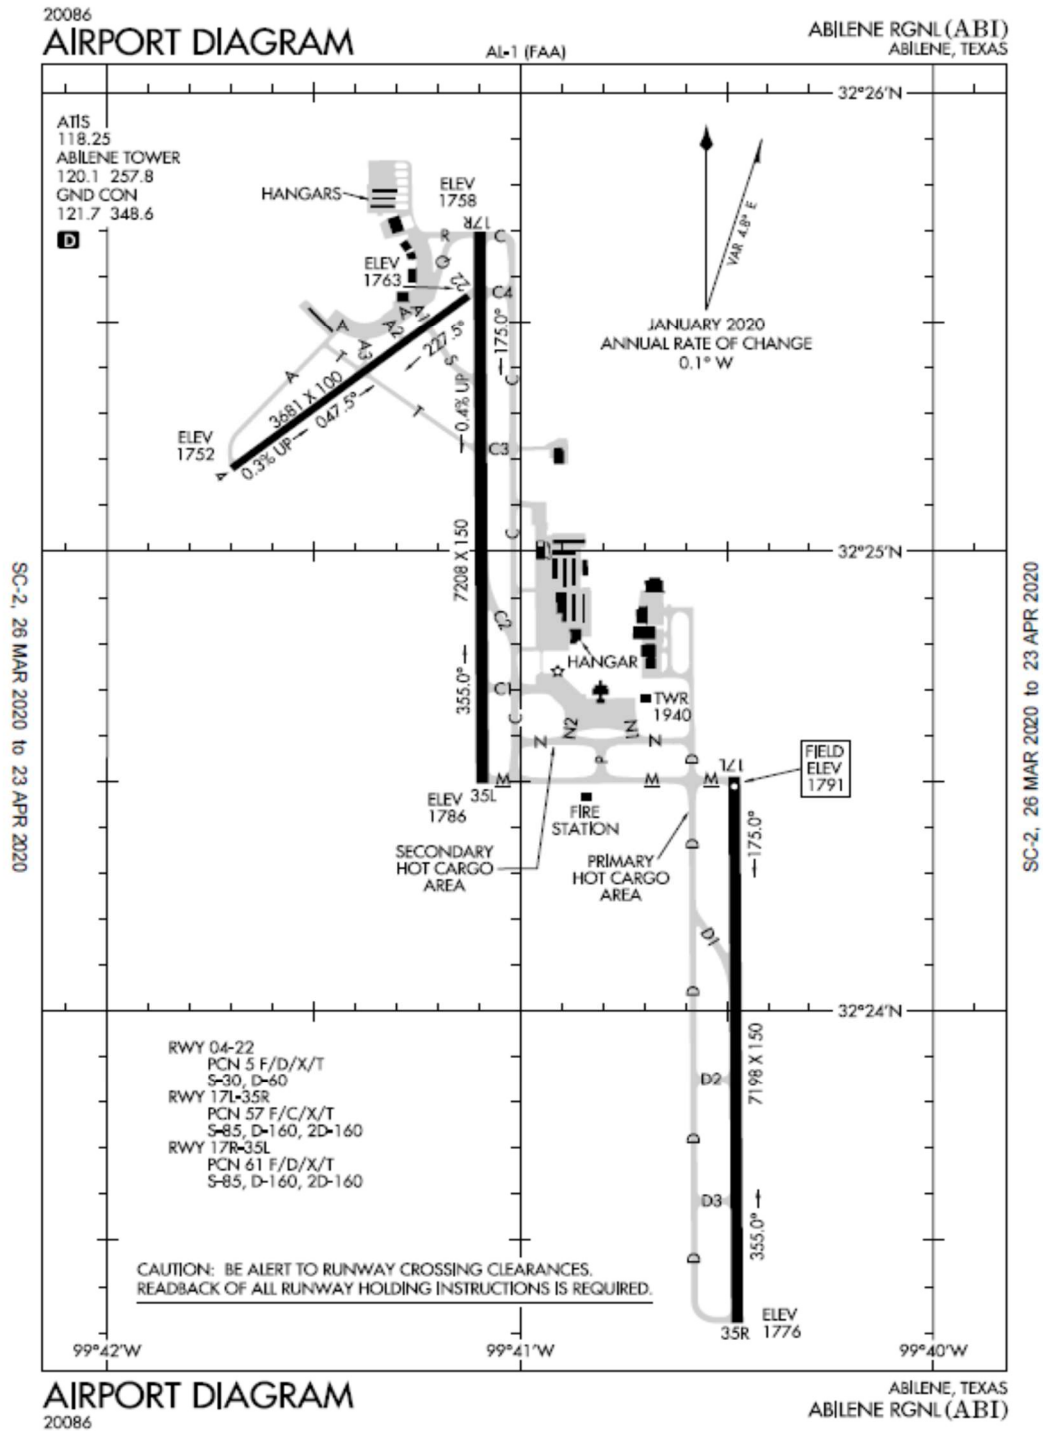 20086
AIRPORT DIAGRAM
AL-1 (FAA)
ABILENE RGNL (ABI)
ABILENE, TEXAS
32°26'N
ATIS
118.25
ABILENE TOWER
120.1 257.8
GND CON
121.7 348.6
D
HANGARS
ELEV
1758
17R
R
C
Q
ELEV
1763
22
C4
VAR 4.8° E
JANUARY 2020
ANNUAL RATE OF CHANGE
0.1° W
A
A
A1
A2
A3
T
A
S
227.5°
175.0°
3681 X 100
047.5°
0.3% UP
0.4% UP
C
T
ELEV
1752
4
C3
C
7208 X 150
32°25'N
C2
HANGAR
355.0°
C1
TWR
1940
C
N
N2
N1
N
P
D
17L
FIELD
ELEV
1791
M
M
M
35L
ELEV
1786
FIRE
STATION
SECONDARY
HOT CARGO
AREA
PRIMARY
HOT CARGO
AREA
D
175.0°
D1
D
32°24'N
RWY 04-22
PCN 5 F/D/X/T
S-30, D-60
RWY 17L-35R
PCN 57 F/C/X/T
S-85, D-160, 2D-160
RWY 17R-35L
PCN 61 F/D/X/T
S-85, D-160, 2D-160
7198 X 150
D2
D
D3
355.0°
D
CAUTION: BE ALERT TO RUNWAY CROSSING CLEARANCES.
READBACK OF ALL RUNWAY HOLDING INSTRUCTIONS IS REQUIRED.
35R
ELEV
1776
99°42'W
99°41'W
99°40'W
SC-2, 26 MAR 2020 to 23 APR 2020
SC-2, 26 MAR 2020 to 23 APR 2020
AIRPORT DIAGRAM
20086
ABILENE, TEXAS
ABILENE RGNL (ABI)